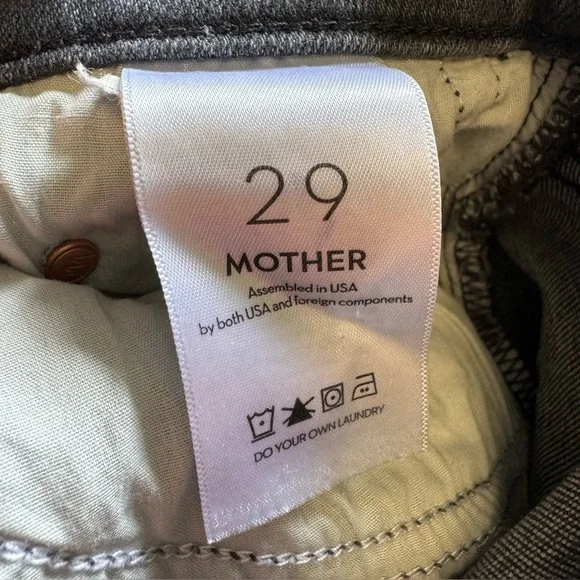 29
MOTHER
Assembled in USA
by both USA and foreign components
DO YOUR OWN LAUNDRY